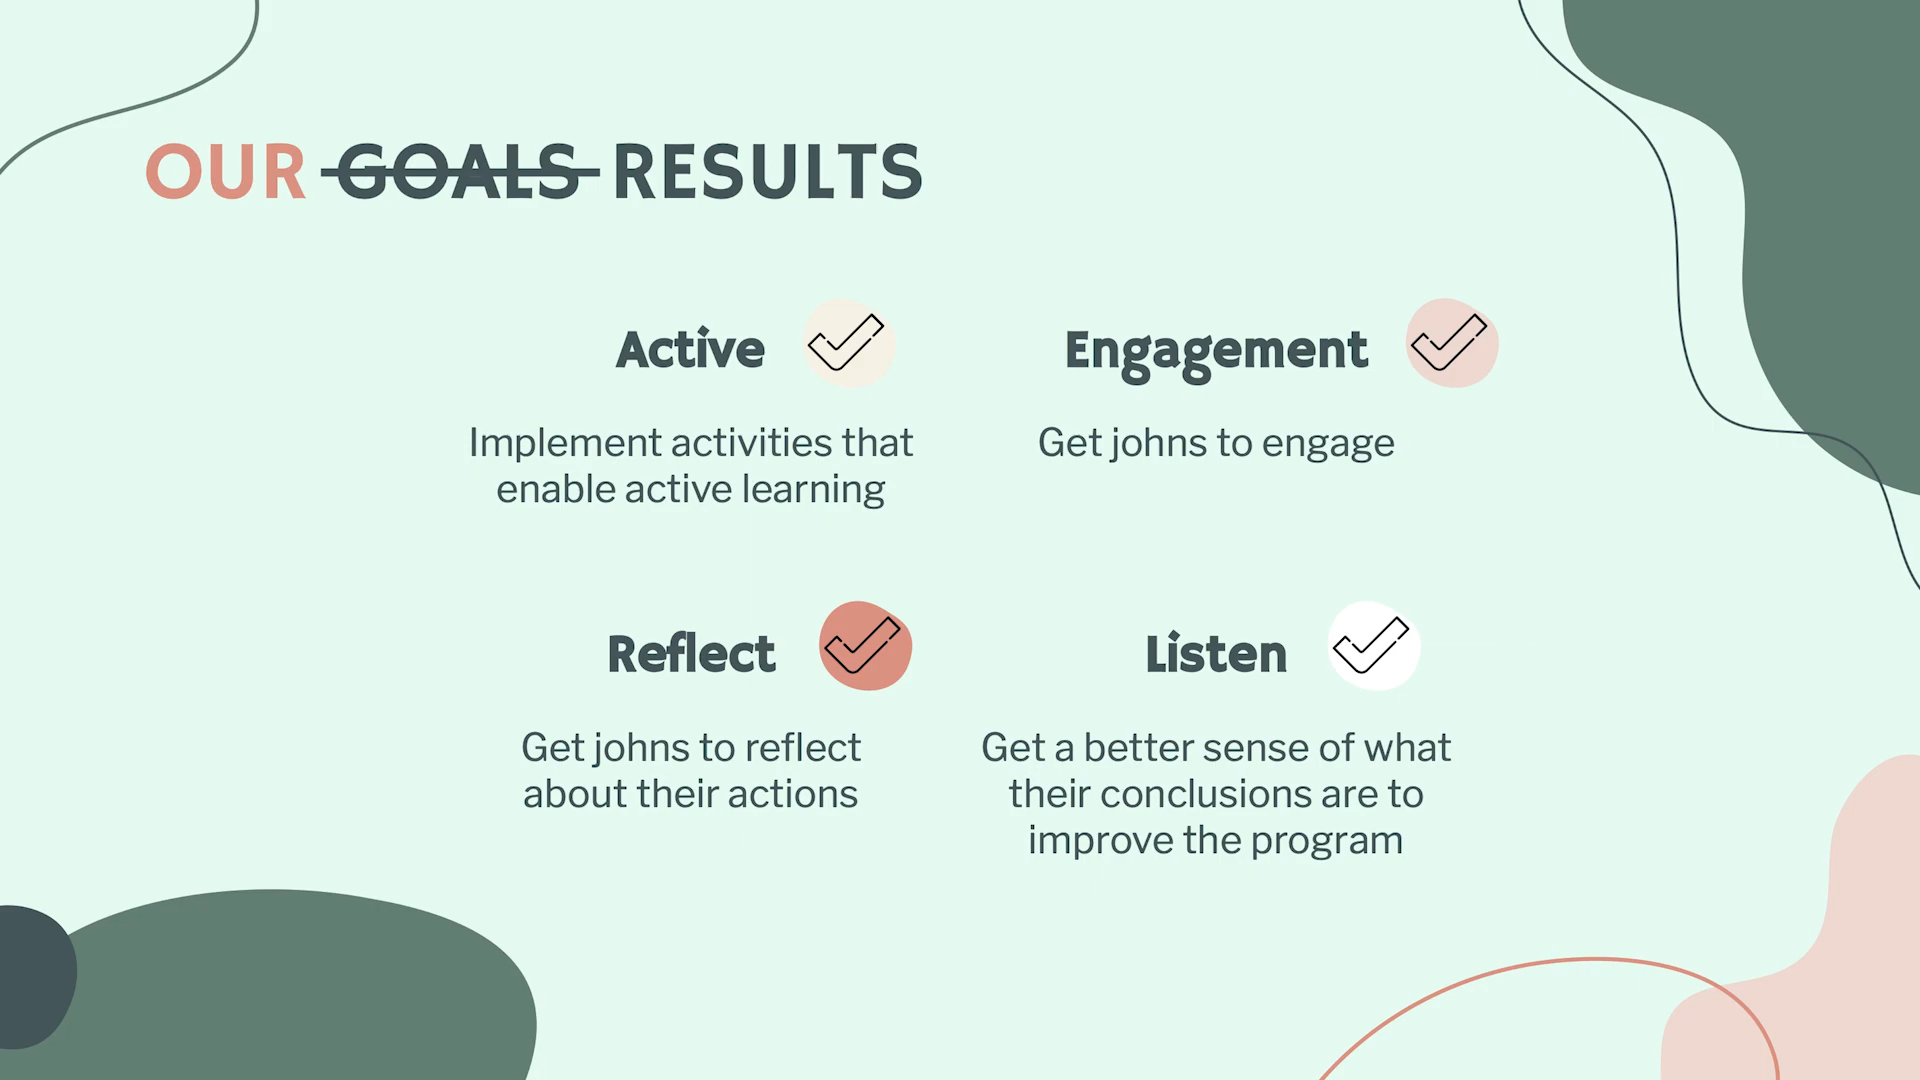 OUR GOALS RESULTS
Active
Implement activities that
enable active learning
Engagement
Get johns to engage
Reflect
Get johns to reflect
about their actions
Listen
Get a better sense of what
their conclusions are to
improve the program